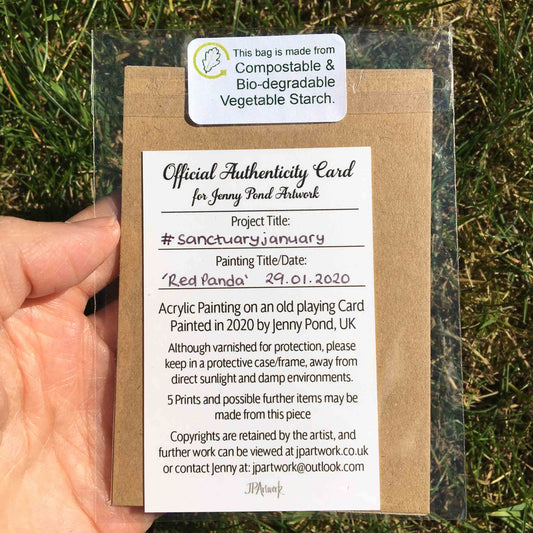 This bag is made from
Compostable &
Bio-degradable
Vegetable Starch.
Official Authenticity Card
for Jenny Pond Artwork
Project Title:
#sanctuaryjanuary
Painting Title/Date:
'Red Panda' 29.01.2020
Acrylic Painting on an old playing Card
Painted in 2020 by Jenny Pond, UK
Although varnished for protection, please
keep in a protective case/frame, away from
direct sunlight and damp environments.
5 Prints and possible further items may be
made from this piece
Copyrights are retained by the artist, and
further work can be viewed at jpartwork.co.uk
or contact Jenny at: jpartwork@outlook.com
JPArtwork